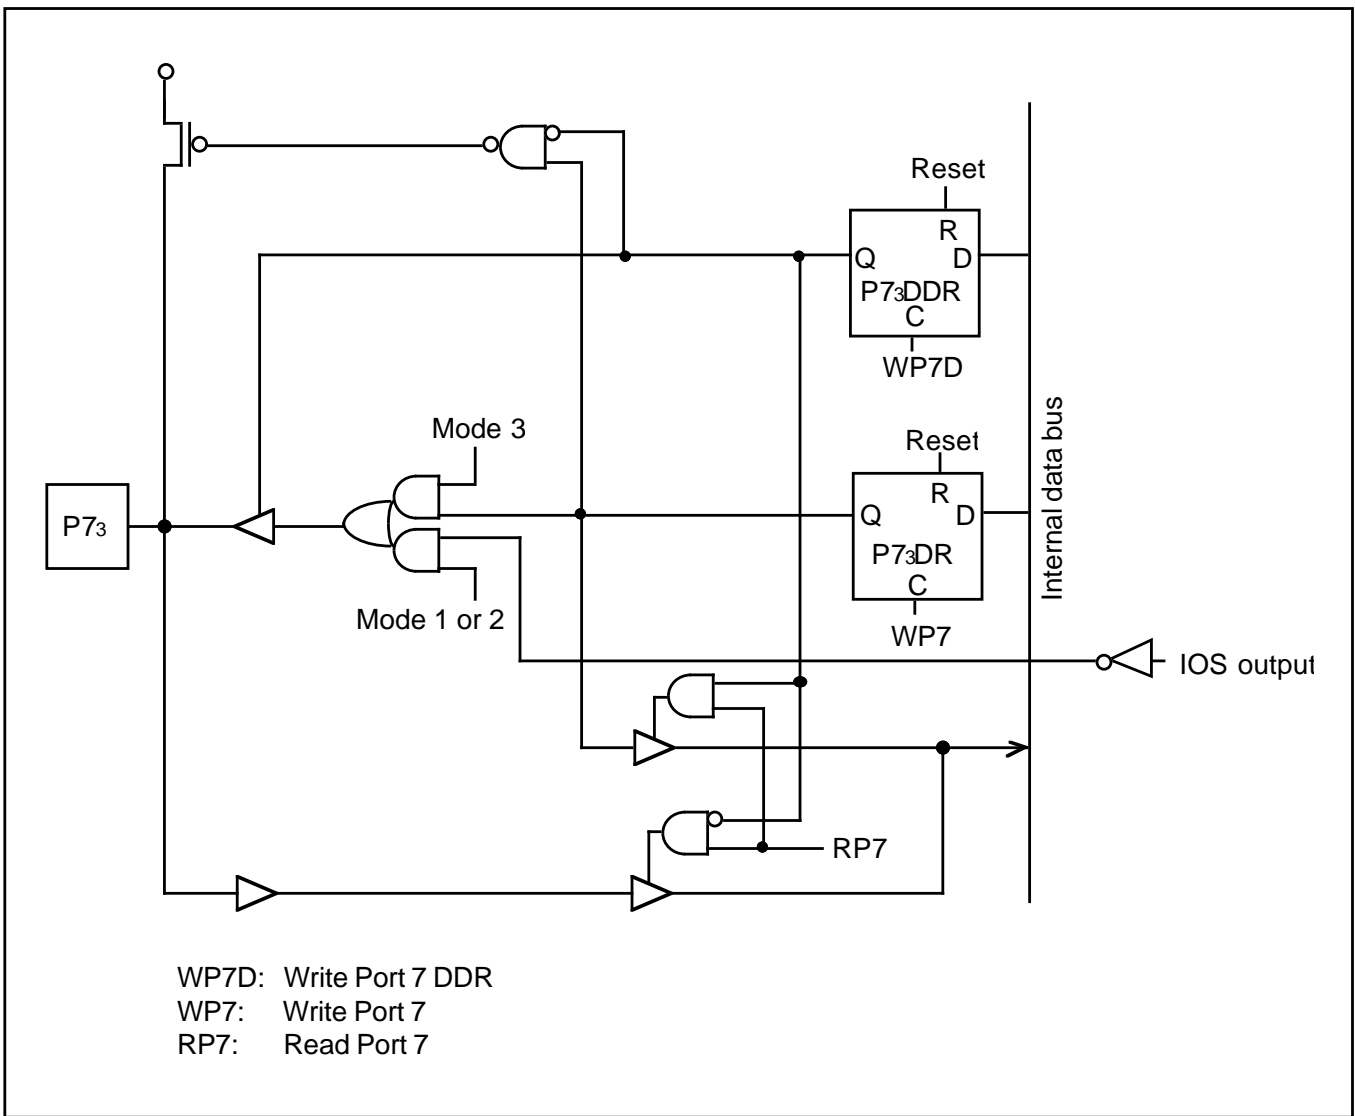 Reset
R
Q
D
P73DDR
C
WP7D
Mode 3
Reset
R
Q
D
P73
P73DR
C
Internal data bus
Mode 1 or 2
WP7
IOS output
RP7
WP7D: Write Port 7 DDR
WP7: Write Port 7
RP7: Read Port 7